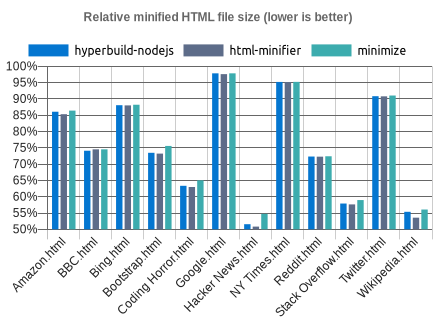 Relative minified HTML file size (lower is better)
hyperbuild-nodejs html-minifier minimize
100%
95%
90%
85%
80%
75%
70%
65%
60%
55%
50%
Amazon.html
BBC.html
Bing.html
Bootstrap.html
Coding Horror.html
Google.html
Hacker News.html
NY Times.html
Reddit.html
Stack Overflow.html
Twitter.html
Wikipedia.html